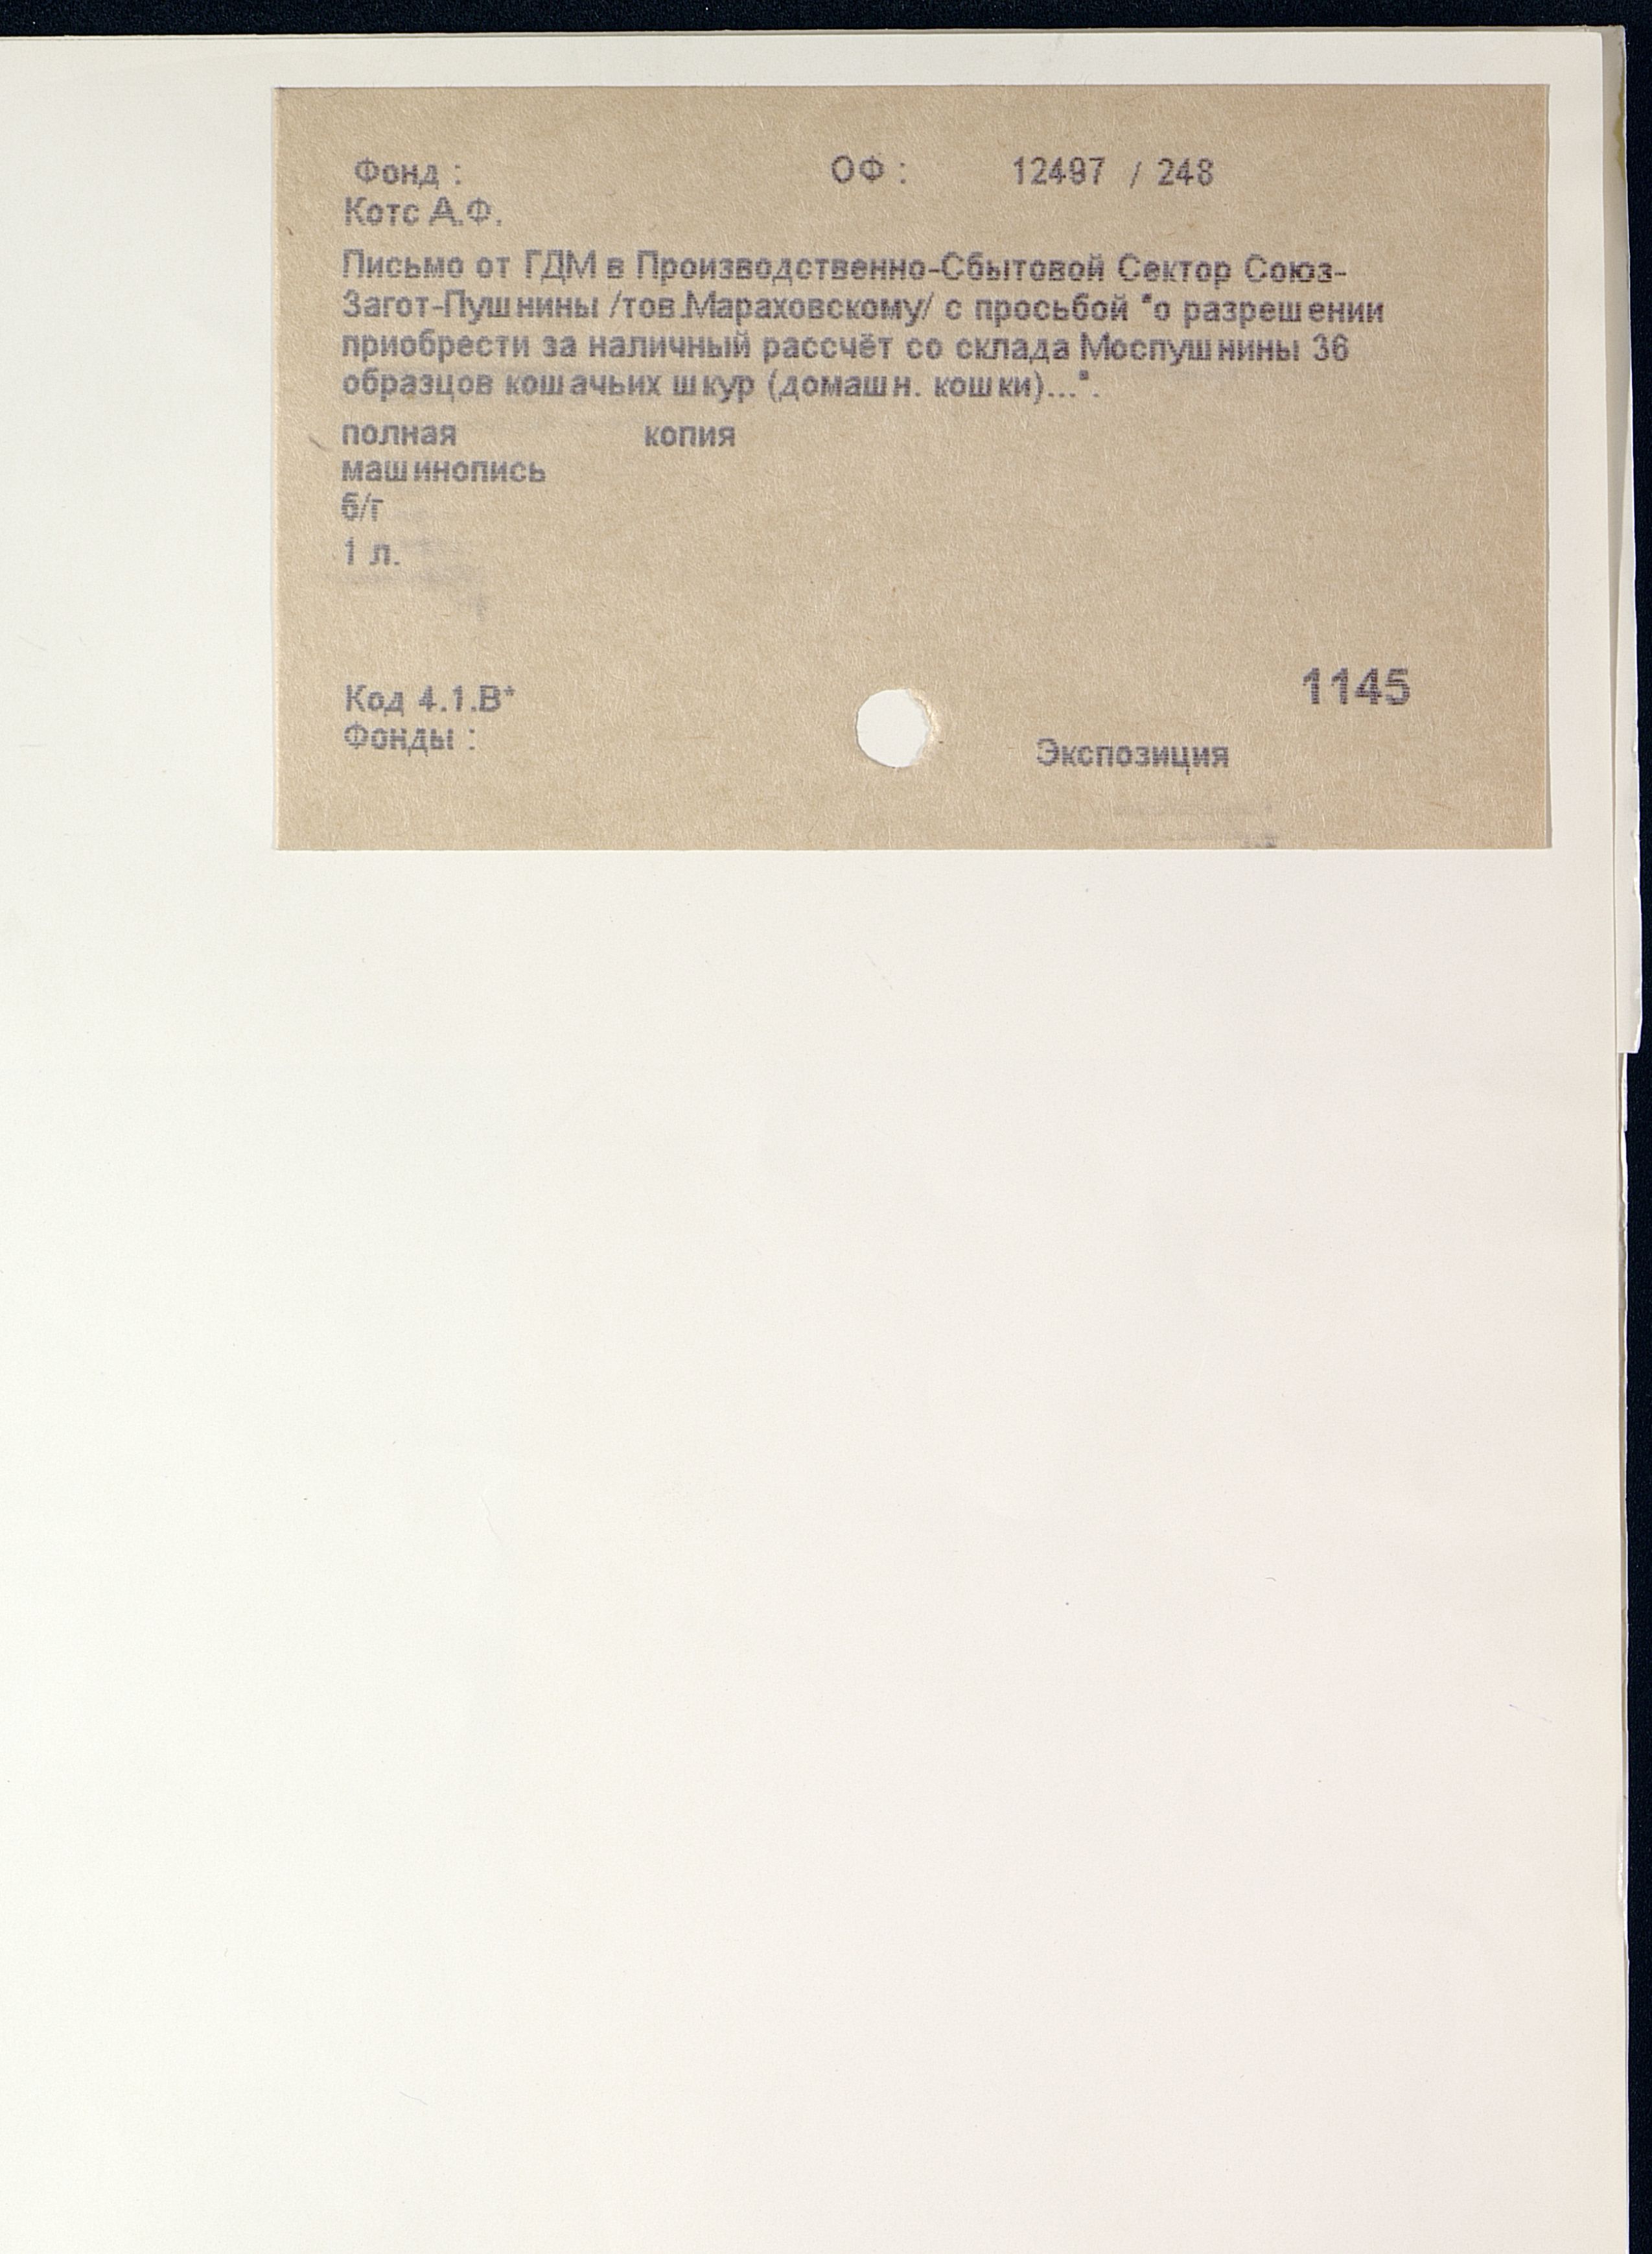 Фонд : ОФ : 12497 / 248
Котс А.Ф.
Письмо от ГДМ в Производственно-Сбытовой Сектор Союз-
Загот-Пушнины /тов.Мараховскому/ с просьбой "о разрешении
приобрести за наличный рассчёт со склада Моспушнины 36
образцов кошачьих шкур (домашн. кошки)...".
полная копия
машинопись
б/г
1 л.
Код 4.1.В*
1145
Фонды :
Экспозиция